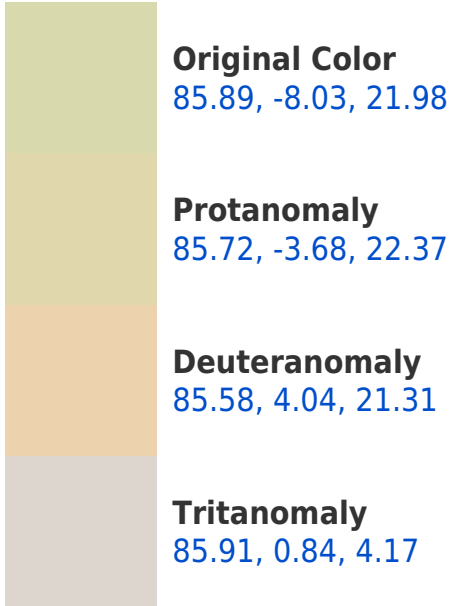 Original Color
85.89, -8.03, 21.98
Protanomaly
85.72, -3.68, 22.37
Deuteranomaly
85.58, 4.04, 21.31
Tritanomaly
85.91, 0.84, 4.17